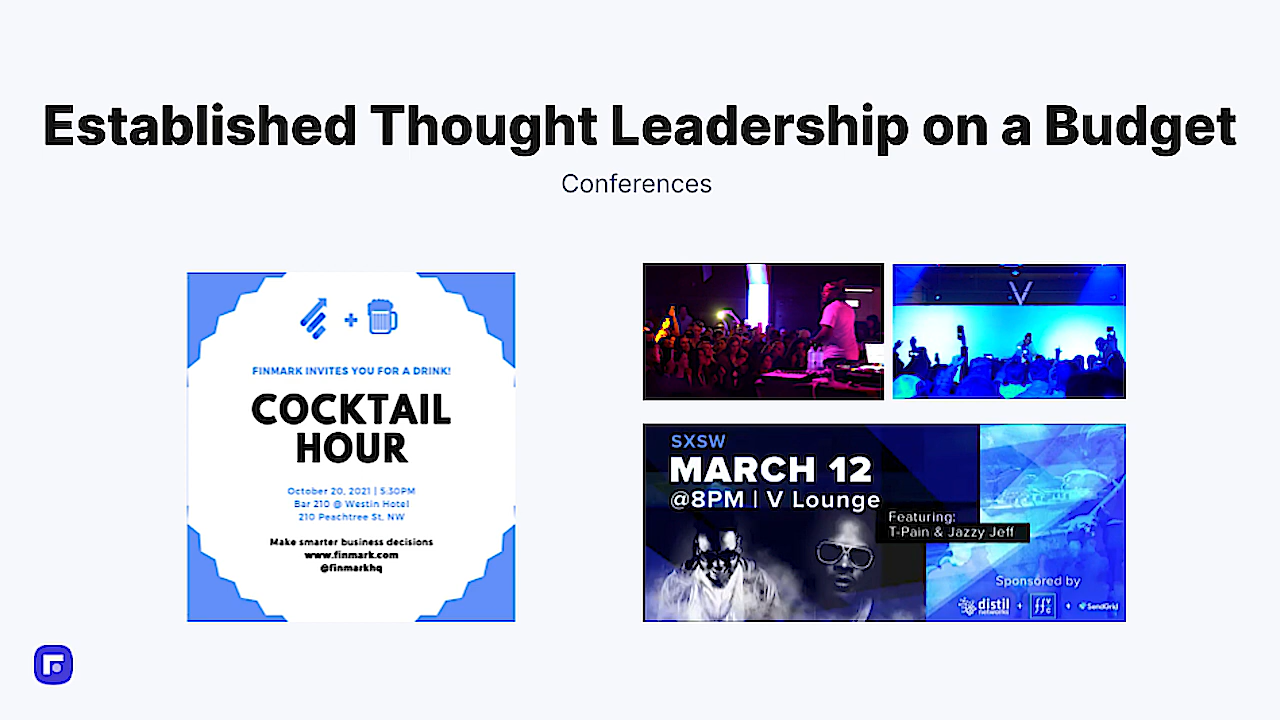 Established Thought Leadership on a Budget
Conferences
FINMARK INVITES YOU FOR A DRINK!
COCKTAIL
HOUR
October 20, 2021 | 5:30PM
Bar 210 @ Westin Hotel
210 Peachtree St. NW
Make smarter business decisions
www.finmark.com
@finmarkhq
V
SXSW
MARCH 12
@8PM | V Lounge
Featuring:
T-Pain & Jazzy Jeff
Sponsored by
distil
networks
+
+
SendGrid